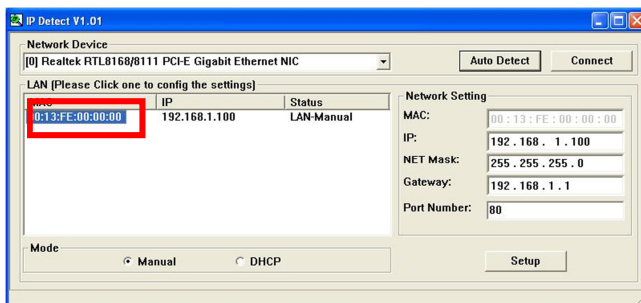 IP Detect V1.01
Network Device
[0] Realtek RTL8168/8111 PCI-E Gigabit Ethernet NIC
Auto Detect
Connect
LAN (Please Click one to config the settings)
MAC IP Status
00:13:FE:00:00:00 192.168.1.100 LAN-Manual
Network Setting
MAC: 00:13:FE:00:00:00
IP: 192.168. 1.100
NET Mask: 255.255.255.0
Gateway: 192.168.1.1
Port Number: 80
Mode
Manual
DHCP
Setup